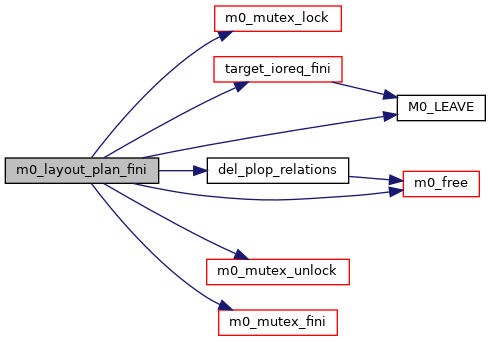 m0_mutex_lock
target_ioreq_fini
M0_LEAVE
m0_layout_plan_fini
del_plop_relations
m0_free
m0_mutex_unlock
m0_mutex_fini